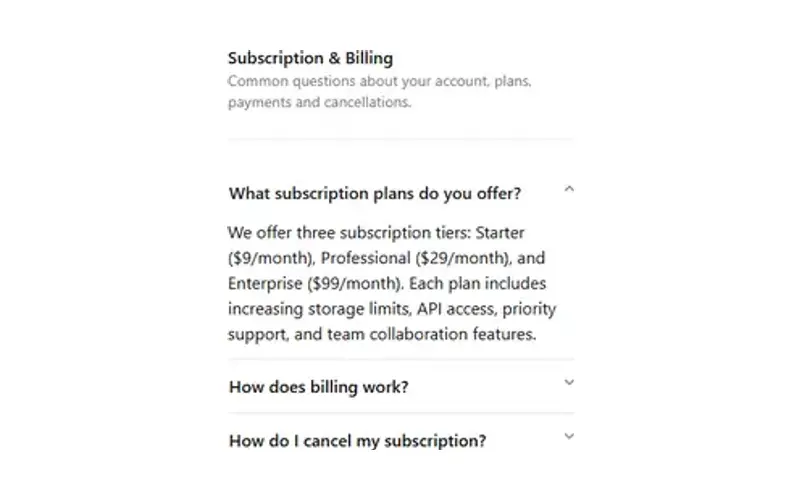 Subscription & Billing
Common questions about your account, plans,
payments and cancellations.
What subscription plans do you offer?
We offer three subscription tiers: Starter
($9/month), Professional ($29/month), and
Enterprise ($99/month). Each plan includes
increasing storage limits, API access, priority
support, and team collaboration features.
How does billing work?
How do I cancel my subscription?